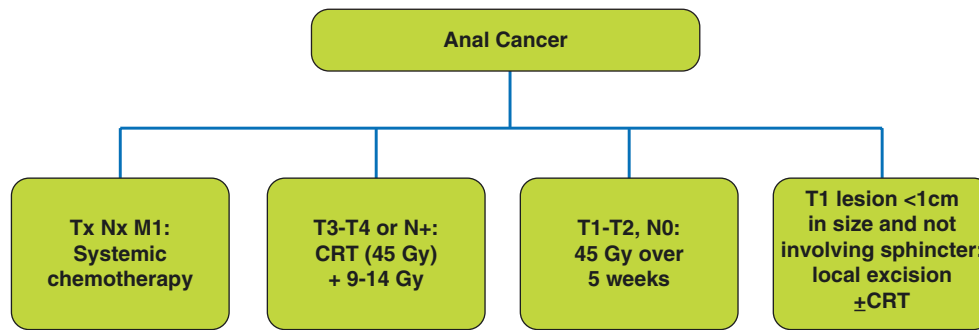 Anal Cancer
Tx Nx M1:
Systemic
chemotherapy
T3-T4 or N+:
CRT (45 Gy)
+ 9-14 Gy
T1-T2, N0:
45 Gy over
5 weeks
T1 lesion <1cm
in size and not
involving sphincter:
local excision
±CRT